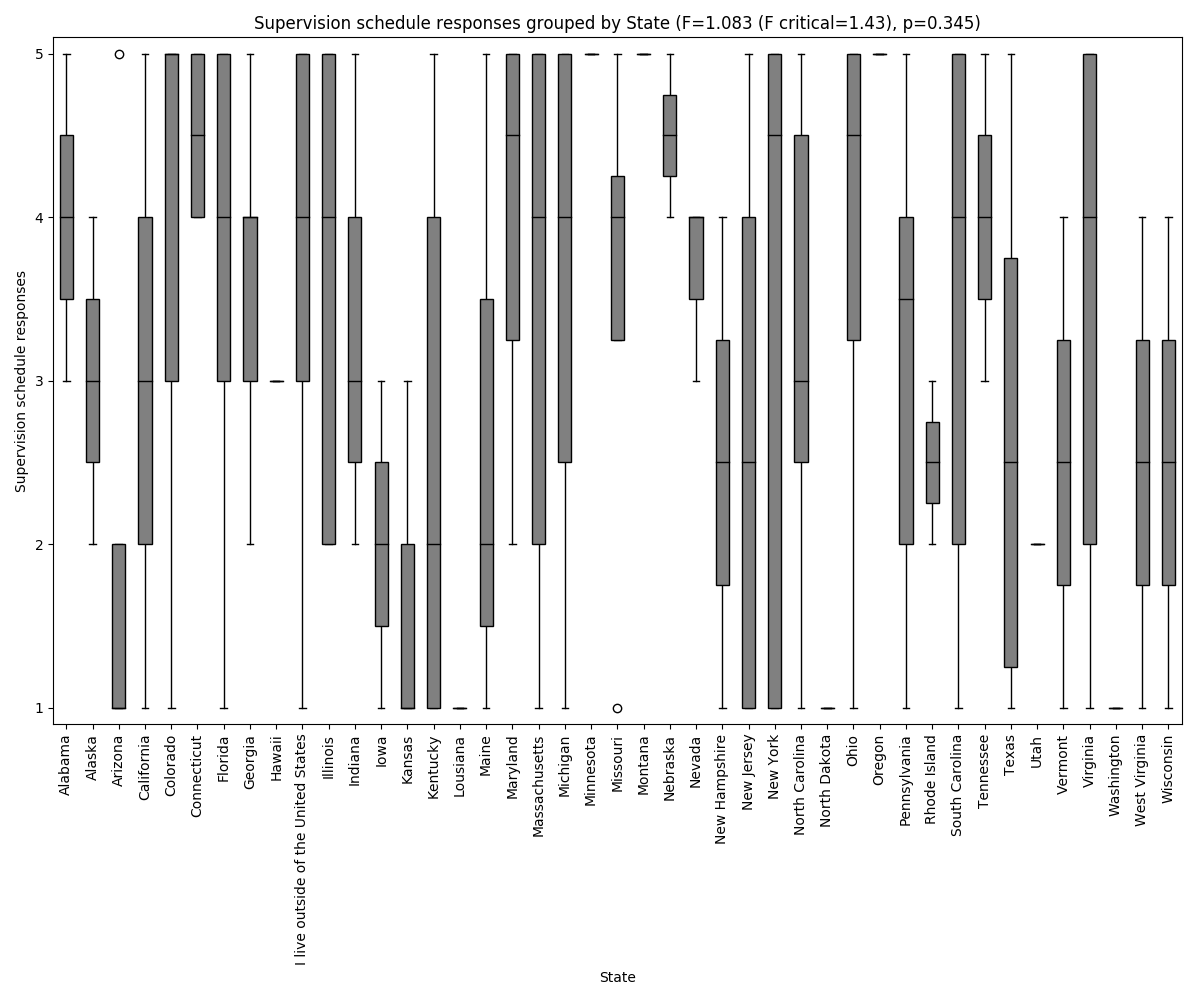 Supervision schedule responses grouped by State (F=1.083 (F critical=1.43), p=0.345)
Supervision schedule responses
5
4
3
2
1
Alabama
Alaska
Arizona
California
Colorado
Connecticut
Florida
Georgia
Hawaii
I live outside of the United States
Illinois
Indiana
Iowa
Kansas
Kentucky
Lousiana
Maine
Maryland
Massachusetts
Michigan
Minnesota
Missouri
Montana
Nebraska
Nevada
New Hampshire
New Jersey
New York
North Carolina
North Dakota
Ohio
Oregon
Pennsylvania
Rhode Island
South Carolina
Tennessee
Texas
Utah
Vermont
Virginia
Washington
West Virginia
Wisconsin
State